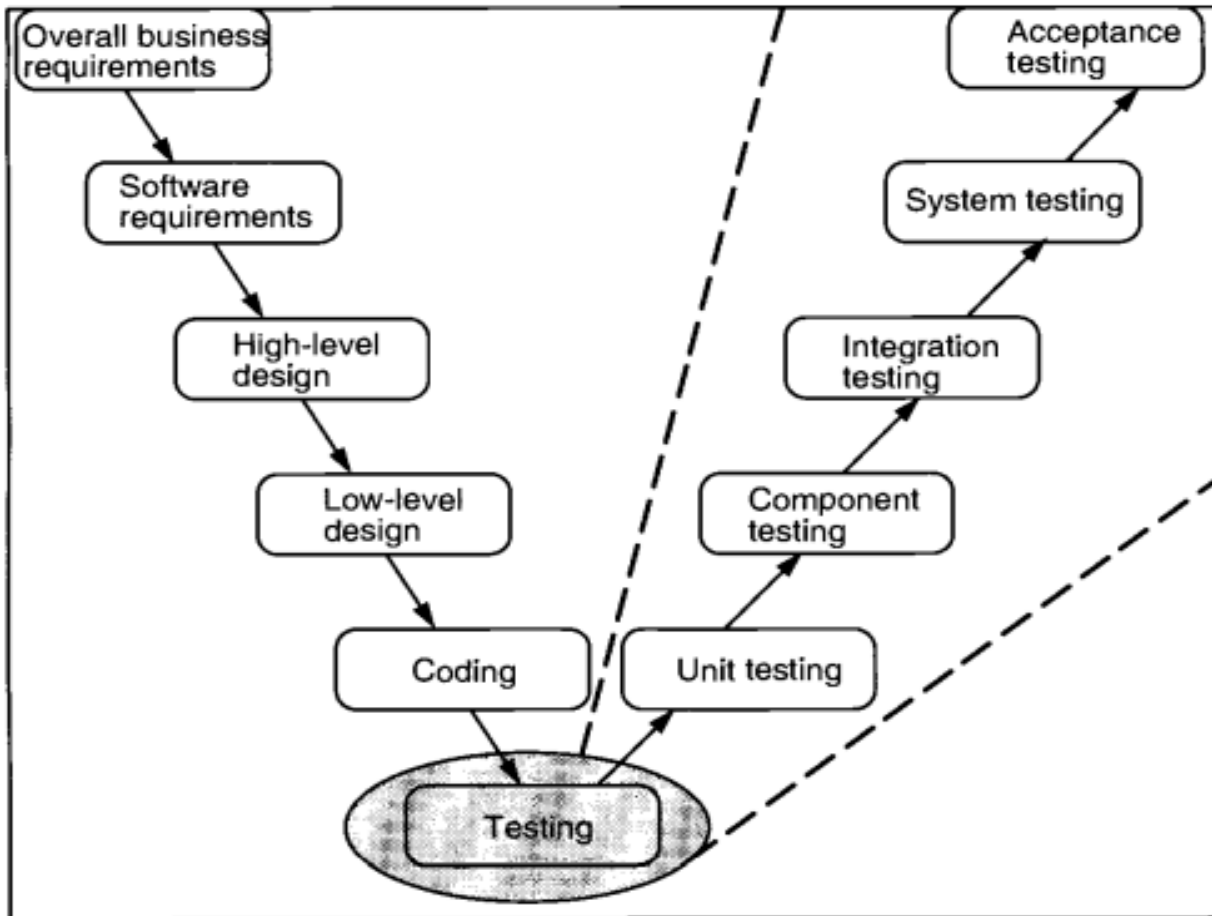 Overall business
requirements
Software
requirements
High-level
design
Low-level
design
Coding
Testing
Unit testing
Component
testing
Integration
testing
System testing
Acceptance
testing